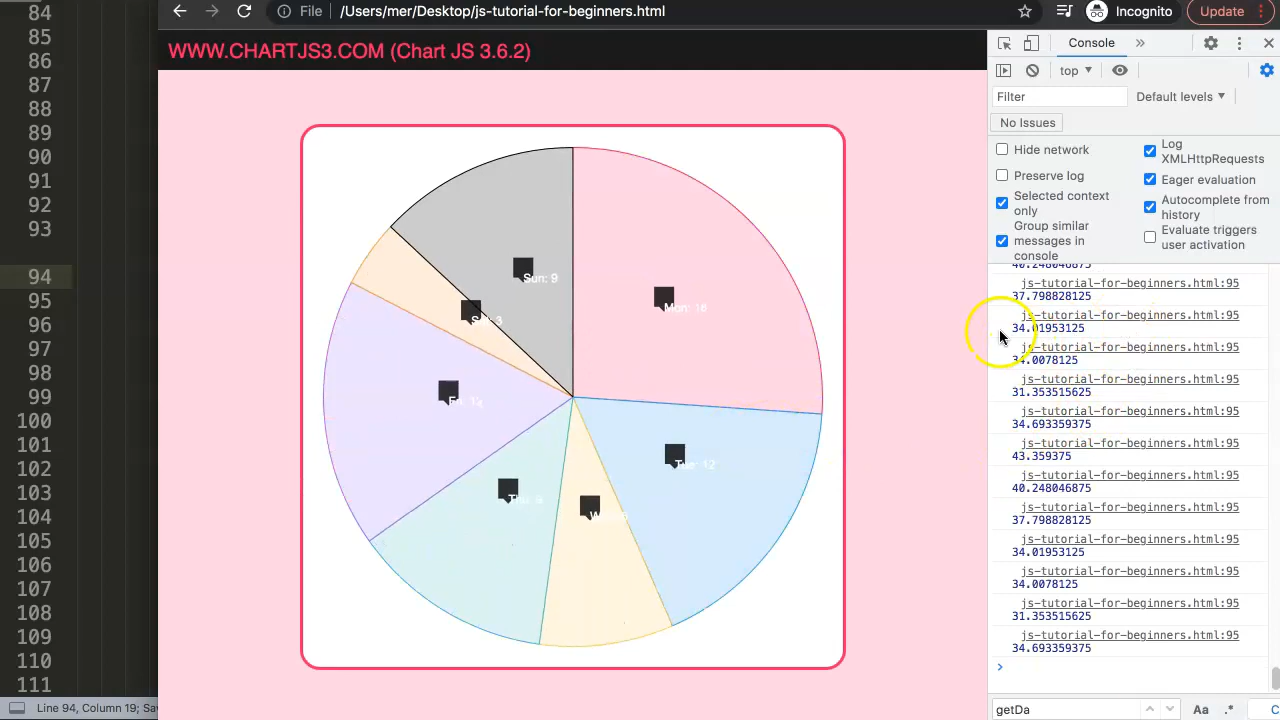 84
85
86
87
88
89
90
91
92
93
94
95
96
97
98
99
100
101
102
103
104
105
106
107
108
109
110
111
Line 94, Column 19;
File /Users/mer/Desktop/js-tutorial-for-beginners.html
Incognito
Update
WWW.CHARTJS3.COM (Chart JS 3.6.2)
Sun: 9
Mon: 18
3
Fri: 12
Tue: 12
Console
top
Filter
Default levels
No Issues
Hide network
Log XMLHttpRequests
Preserve log
Eager evaluation
Selected context only
Autocomplete from history
Group similar messages in console
Evaluate triggers user activation
40.248046875
js-tutorial-for-beginners.html:95
37.798828125
js-tutorial-for-beginners.html:95
34.01953125
js-tutorial-for-beginners.html:95
34.0078125
js-tutorial-for-beginners.html:95
31.353515625
js-tutorial-for-beginners.html:95
34.693359375
js-tutorial-for-beginners.html:95
43.359375
js-tutorial-for-beginners.html:95
40.248046875
js-tutorial-for-beginners.html:95
37.798828125
js-tutorial-for-beginners.html:95
34.01953125
js-tutorial-for-beginners.html:95
34.0078125
js-tutorial-for-beginners.html:95
31.353515625
js-tutorial-for-beginners.html:95
34.693359375
getDa
Aa
.*